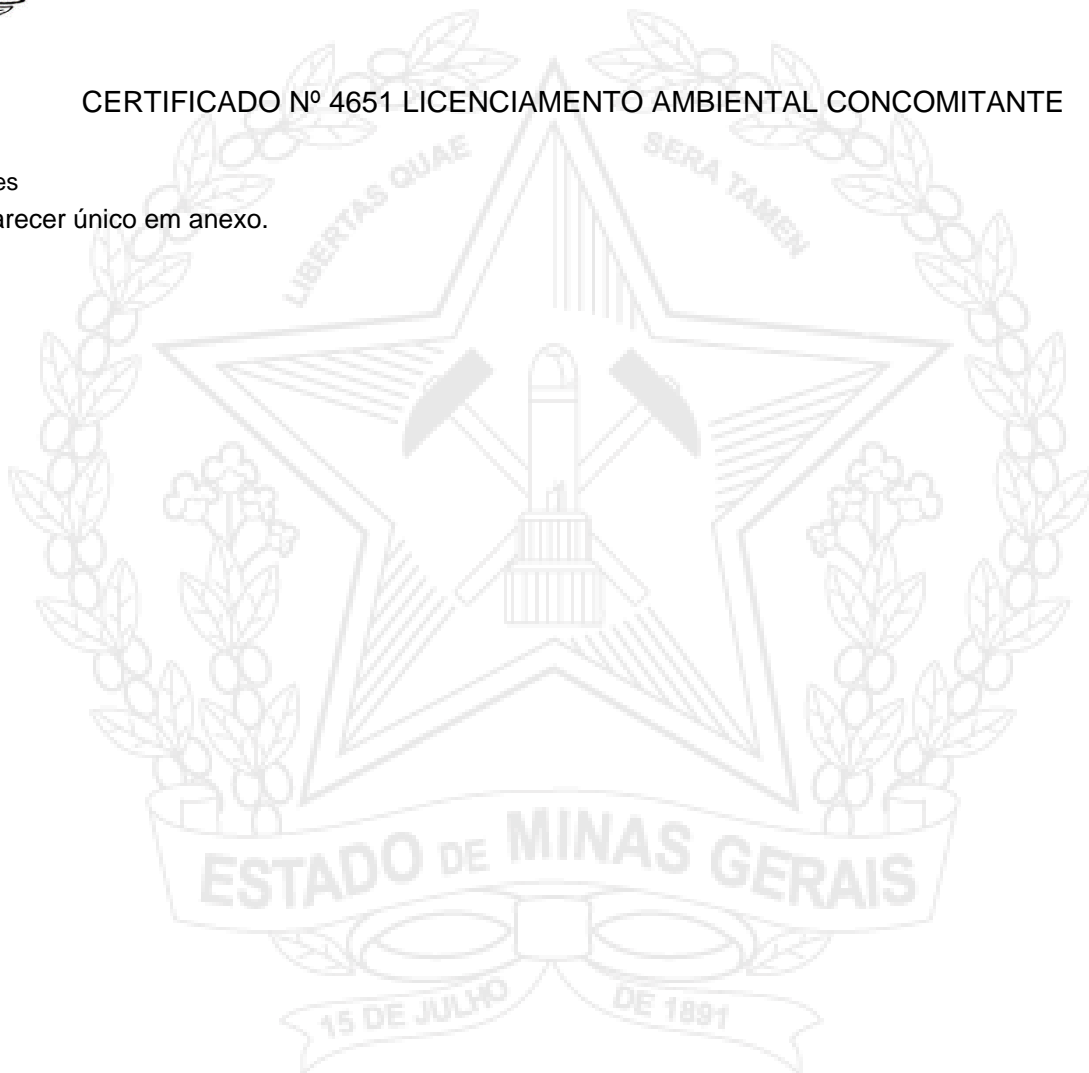 CERTIFICADO Nº 4651 LICENCIAMENTO AMBIENTAL CONCOMITANTE
es
arecer único em anexo.
LIBERTAS QUAE SERA TAMEN
ESTADO DE MINAS GERAIS
15 DE JULHO DE 1891